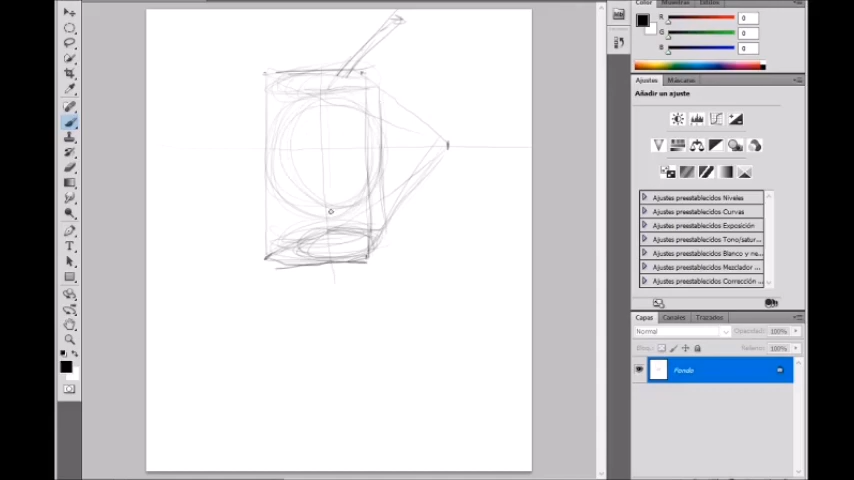 Color Muestras Estilos
R 0
G 0
B 0
Ajustes Máscaras
Añadir un ajuste
Ajustes preestablecidos Niveles
Ajustes preestablecidos Curvas
Ajustes preestablecidos Exposición
Ajustes preestablecidos Tono/satur...
Ajustes preestablecidos Blanco y ne...
Ajustes preestablecidos Mezclador ...
Ajustes preestablecidos Corrección ...
Capas Canales Trazados
Normal Opacidad: 100%
Bloq.: Relleno: 100%
Fondo